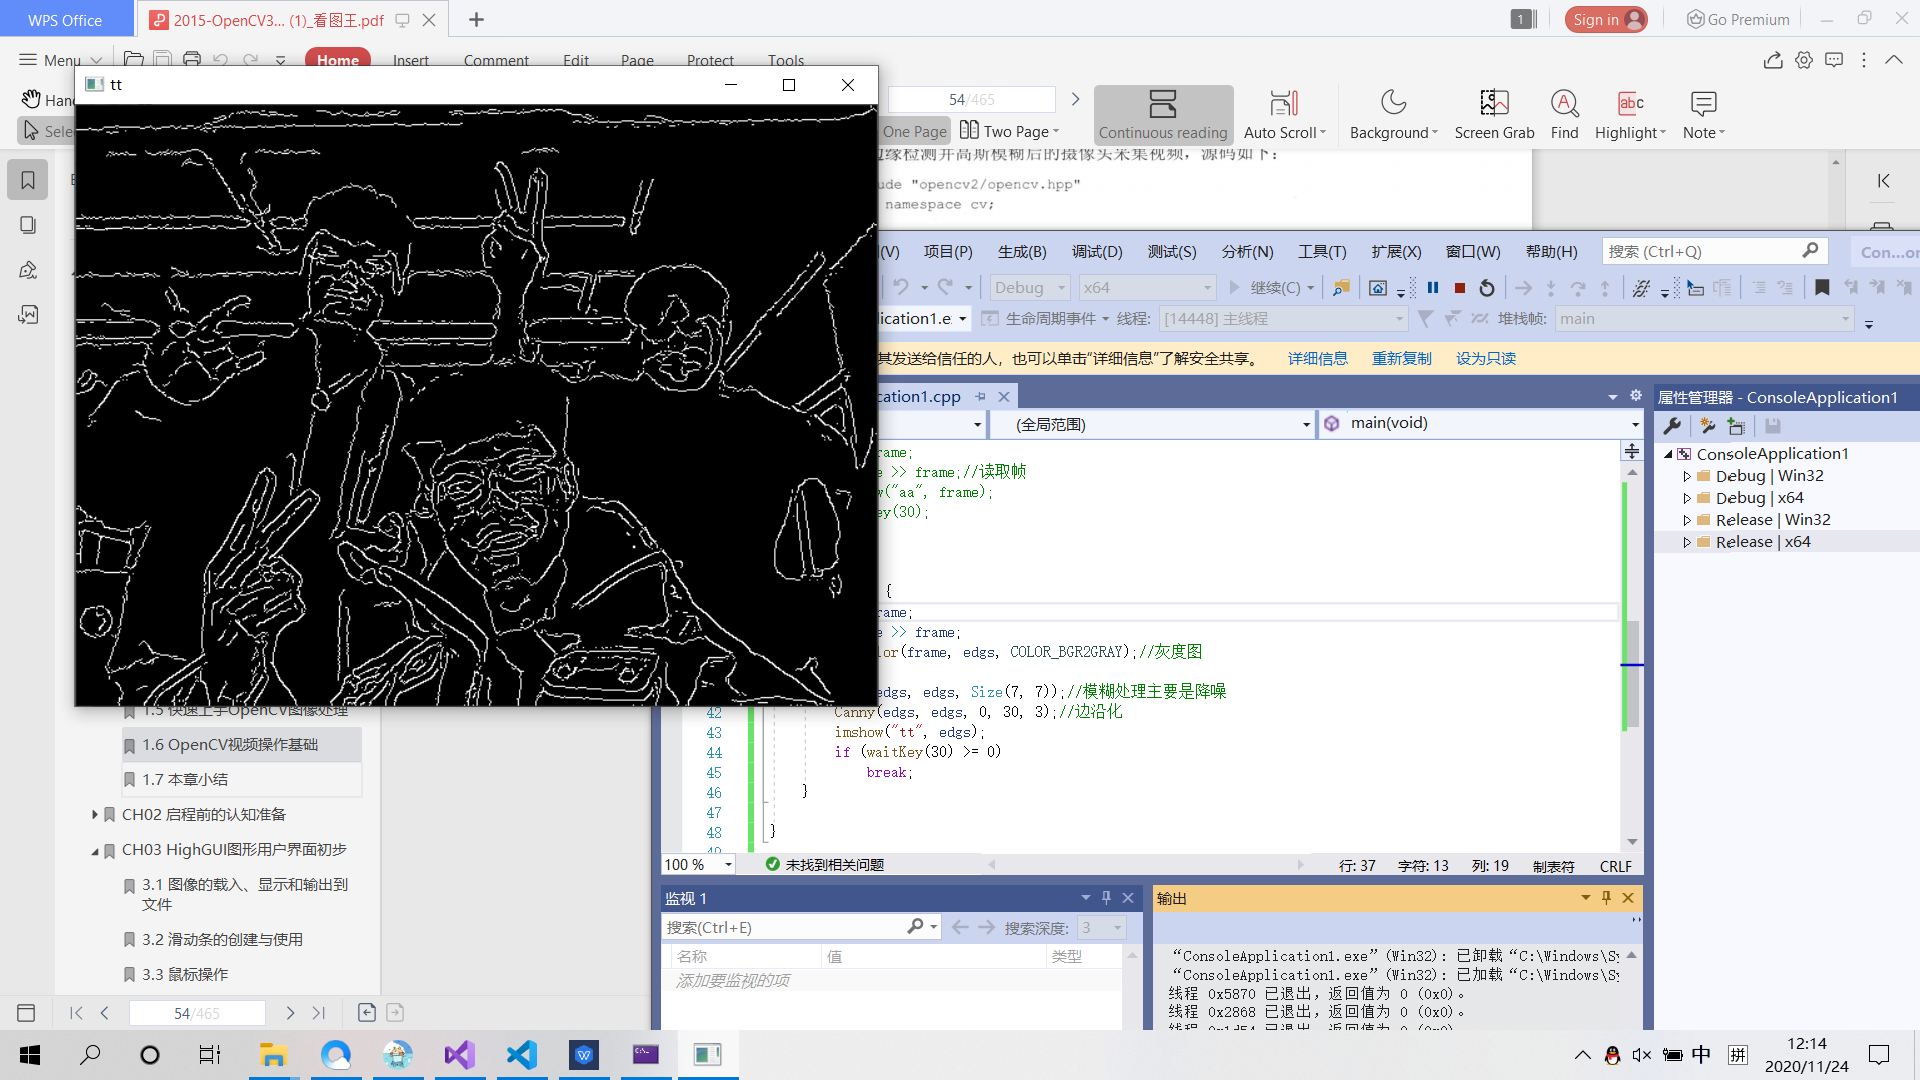 WPS Office
2015-OpenCV3... (1)_看图王.pdf
1
Sign in
Go Premium
Menu
Home
Insert
Comment
Edit
Page
Protect
Tools
tt
54/465
One Page
Two Page
Continuous reading
Auto Scroll
Background
Screen Grab
Find
Highlight
Note
边缘检测并高斯模糊后的摄像头采集视频，源码如下：
ude "opencv2/opencv.hpp"
namespace cv;
(V)
项目(P)
生成(B)
调试(D)
测试(S)
分析(N)
工具(T)
扩展(X)
窗口(W)
帮助(H)
搜索 (Ctrl+Q)
Con...or
Debug
x64
继续(C)
lication1.e
生命周期事件
线程:
[14448] 主线程
堆栈帧:
main
其发送给信任的人，也可以单击“详细信息”了解安全共享。
详细信息
重新复制
设为只读
cation1.cpp
属性管理器 - ConsoleApplication1
(全局范围)
main(void)
ConsoleApplication1
Debug | Win32
Debug | x64
Release | Win32
Release | x64
rame;
e >> frame;//读取帧
w("aa", frame);
ey(30);
{
rame;
e >> frame;
lor(frame, edgs, COLOR_BGR2GRAY);//灰度图
edgs, edgs, Size(7, 7));//模糊处理主要是降噪
42 Canny(edgs, edgs, 0, 30, 3);//边沿化
43 imshow("tt", edgs);
44 if (waitKey(30) >= 0)
45 break;
46 }
47
48 }
100 %
未找到相关问题
行: 37
字符: 13
列: 19
制表符
CRLF
1.5 快速上手OpenCV图像处理
1.6 OpenCV视频操作基础
1.7 本章小结
CH02 启程前的认知准备
CH03 HighGUI图形用户界面初步
3.1 图像的载入、显示和输出到
文件
3.2 滑动条的创建与使用
3.3 鼠标操作
54/465
监视 1
搜索(Ctrl+E)
搜索深度:
3
名称
值
类型
添加要监视的项
输出
“ConsoleApplication1.exe”(Win32): 已卸载“C:\Windows\Sy
“ConsoleApplication1.exe”(Win32): 已加载“C:\Windows\Sy
线程 0x5870 已退出，返回值为 0 (0x0)。
线程 0x2868 已退出，返回值为 0 (0x0)。
线程 0x1d54 已退出，返回值为 0 (0x0)
中
拼
12:14
2020/11/24